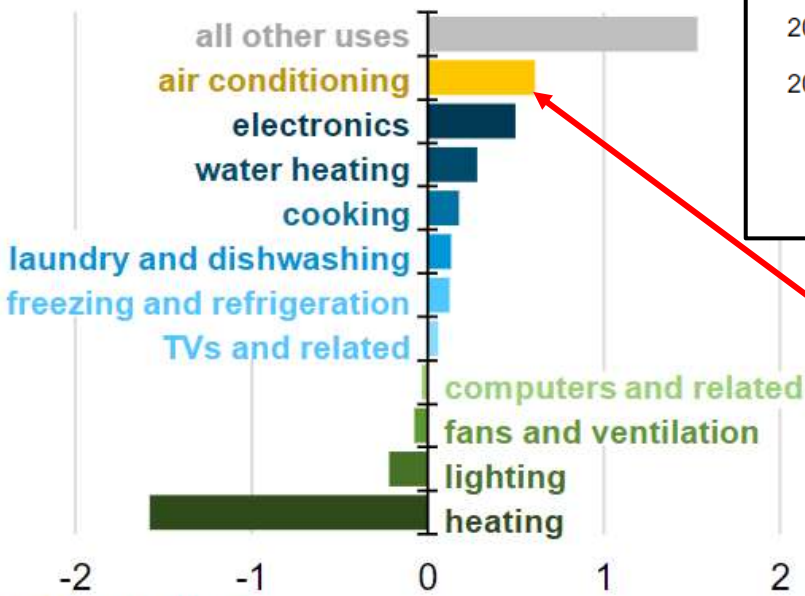 all other uses
air conditioning
electronics
water heating
cooking
laundry and dishwashing
freezing and refrigeration
TVs and related
computers and related
fans and ventilation
lighting
heating
-2 -1 0 1 2